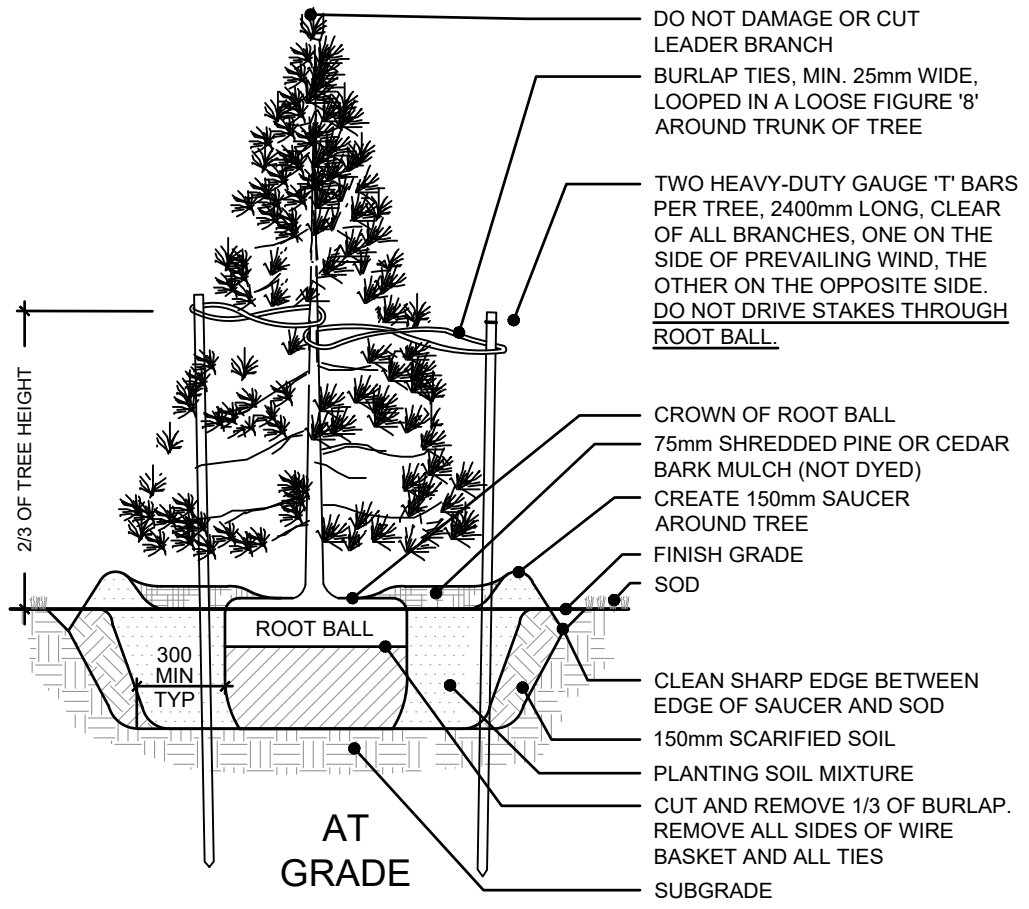 DO NOT DAMAGE OR CUT
LEADER BRANCH
BURLAP TIES, MIN. 25mm WIDE,
LOOPED IN A LOOSE FIGURE '8'
AROUND TRUNK OF TREE
TWO HEAVY-DUTY GAUGE 'T' BARS
PER TREE, 2400mm LONG, CLEAR
OF ALL BRANCHES, ONE ON THE
SIDE OF PREVAILING WIND, THE
OTHER ON THE OPPOSITE SIDE.
DO NOT DRIVE STAKES THROUGH
ROOT BALL.
2/3 OF TREE HEIGHT
CROWN OF ROOT BALL
75mm SHREDDED PINE OR CEDAR
BARK MULCH (NOT DYED)
CREATE 150mm SAUCER
AROUND TREE
FINISH GRADE
SOD
ROOT BALL
300
MIN
TYP
CLEAN SHARP EDGE BETWEEN
EDGE OF SAUCER AND SOD
150mm SCARIFIED SOIL
PLANTING SOIL MIXTURE
CUT AND REMOVE 1/3 OF BURLAP.
REMOVE ALL SIDES OF WIRE
BASKET AND ALL TIES
SUBGRADE
AT
GRADE